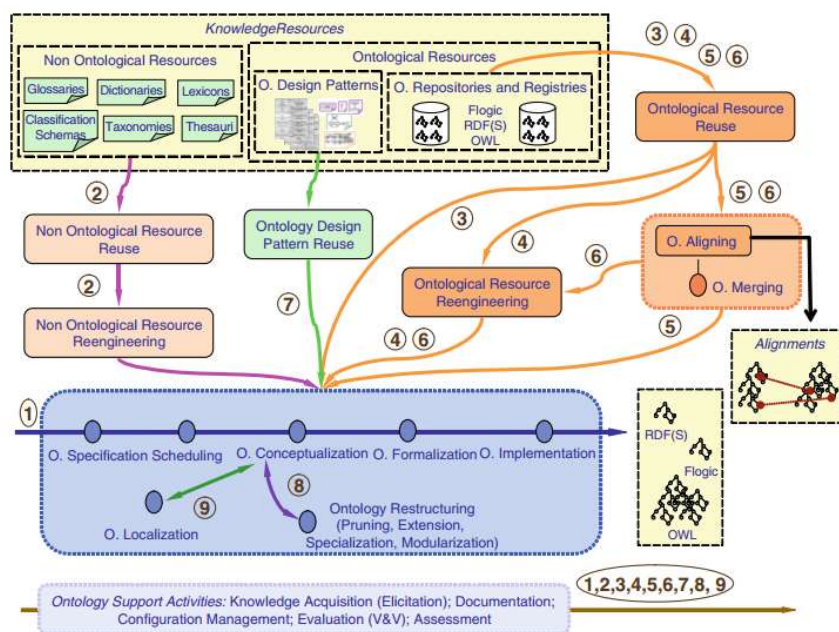 KnowledgeResources
Non Ontological Resources
Glossaries
Dictionaries
Lexicons
Classification
Schemas
Taxonomies
Thesauri
Ontological Resources
O. Design Patterns
O. Repositories and Registries
Flogic
RDF(S)
OWL
3 4
5 6
Ontological Resource
Reuse
2
Non Ontological Resource
Reuse
2
Non Ontological Resource
Reengineering
Ontology Design
Pattern Reuse
7
3
4
5 6
Ontological Resource
Reengineering
4 6
6
O. Aligning
O. Merging
5
Alignments
1
O. Specification Scheduling
O. Conceptualization
O. Formalization
O. Implementation
9
8
O. Localization
Ontology Restructuring
(Pruning, Extension,
Specialization, Modularization)
RDF(S)
Flogic
OWL
1,2,3,4,5,6,7,8, 9
Ontology Support Activities: Knowledge Acquisition (Elicitation); Documentation;
Configuration Management; Evaluation (V&V); Assessment